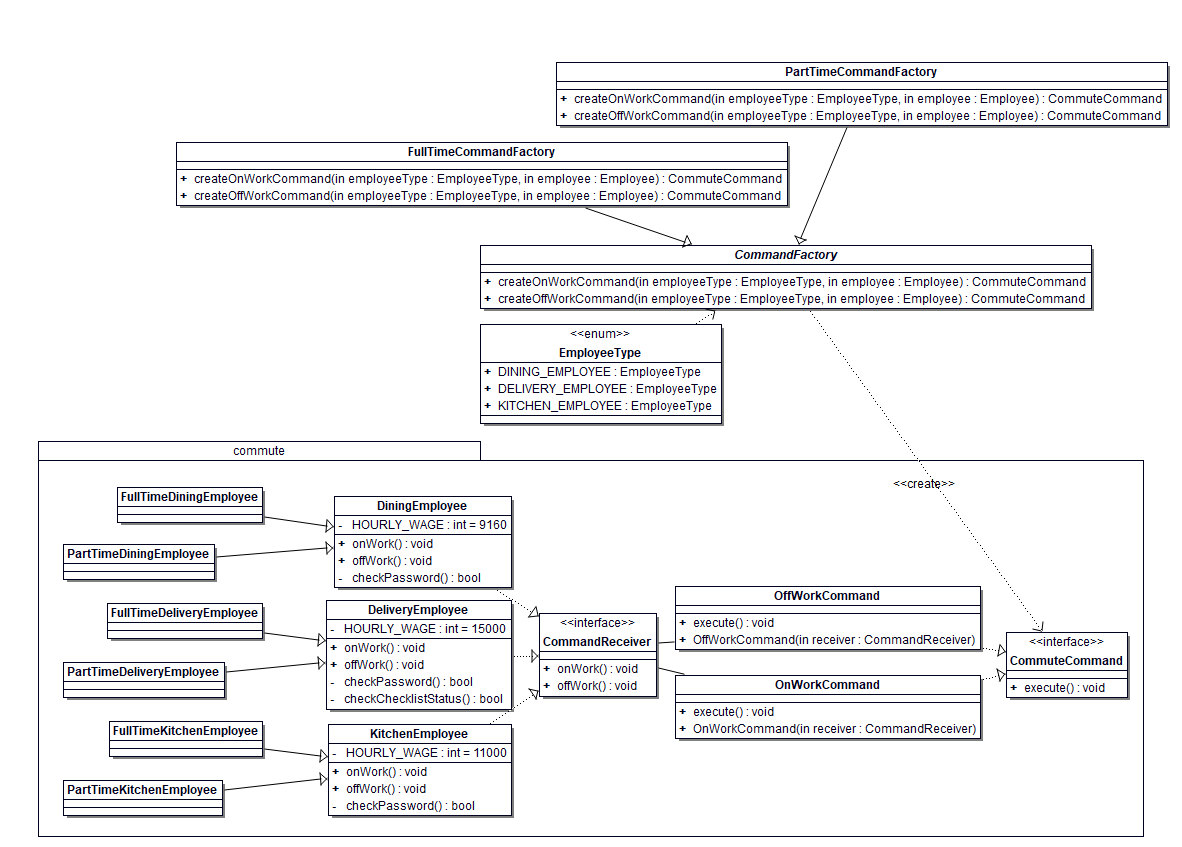 PartTimeCommandFactory
+ createOnWorkCommand(in employeeType : EmployeeType, in employee : Employee) : CommuteCommand
+ createOffWorkCommand(in employeeType : EmployeeType, in employee : Employee) : CommuteCommand
FullTimeCommandFactory
+ createOnWorkCommand(in employeeType : EmployeeType, in employee : Employee) : CommuteCommand
+ createOffWorkCommand(in employeeType : EmployeeType, in employee : Employee) : CommuteCommand
CommandFactory
+ createOnWorkCommand(in employeeType : EmployeeType, in employee : Employee) : CommuteCommand
+ createOffWorkCommand(in employeeType : EmployeeType, in employee : Employee) : CommuteCommand
<<enum>>
EmployeeType
+ DINING_EMPLOYEE : EmployeeType
+ DELIVERY_EMPLOYEE : EmployeeType
+ KITCHEN_EMPLOYEE : EmployeeType
commute
<<create>>
FullTimeDiningEmployee
PartTimeDiningEmployee
DiningEmployee
- HOURLY_WAGE : int = 9160
+ onWork() : void
+ offWork() : void
- checkPassword() : bool
FullTimeDeliveryEmployee
PartTimeDeliveryEmployee
DeliveryEmployee
- HOURLY_WAGE : int = 15000
+ onWork() : void
+ offWork() : void
- checkPassword() : bool
- checkChecklistStatus() : bool
FullTimeKitchenEmployee
PartTimeKitchenEmployee
KitchenEmployee
- HOURLY_WAGE : int = 11000
+ onWork() : void
+ offWork() : void
- checkPassword() : bool
<<interface>>
CommandReceiver
+ onWork() : void
+ offWork() : void
OffWorkCommand
+ execute() : void
+ OffWorkCommand(in receiver : CommandReceiver)
OnWorkCommand
+ execute() : void
+ OnWorkCommand(in receiver : CommandReceiver)
<<interface>>
CommuteCommand
+ execute() : void